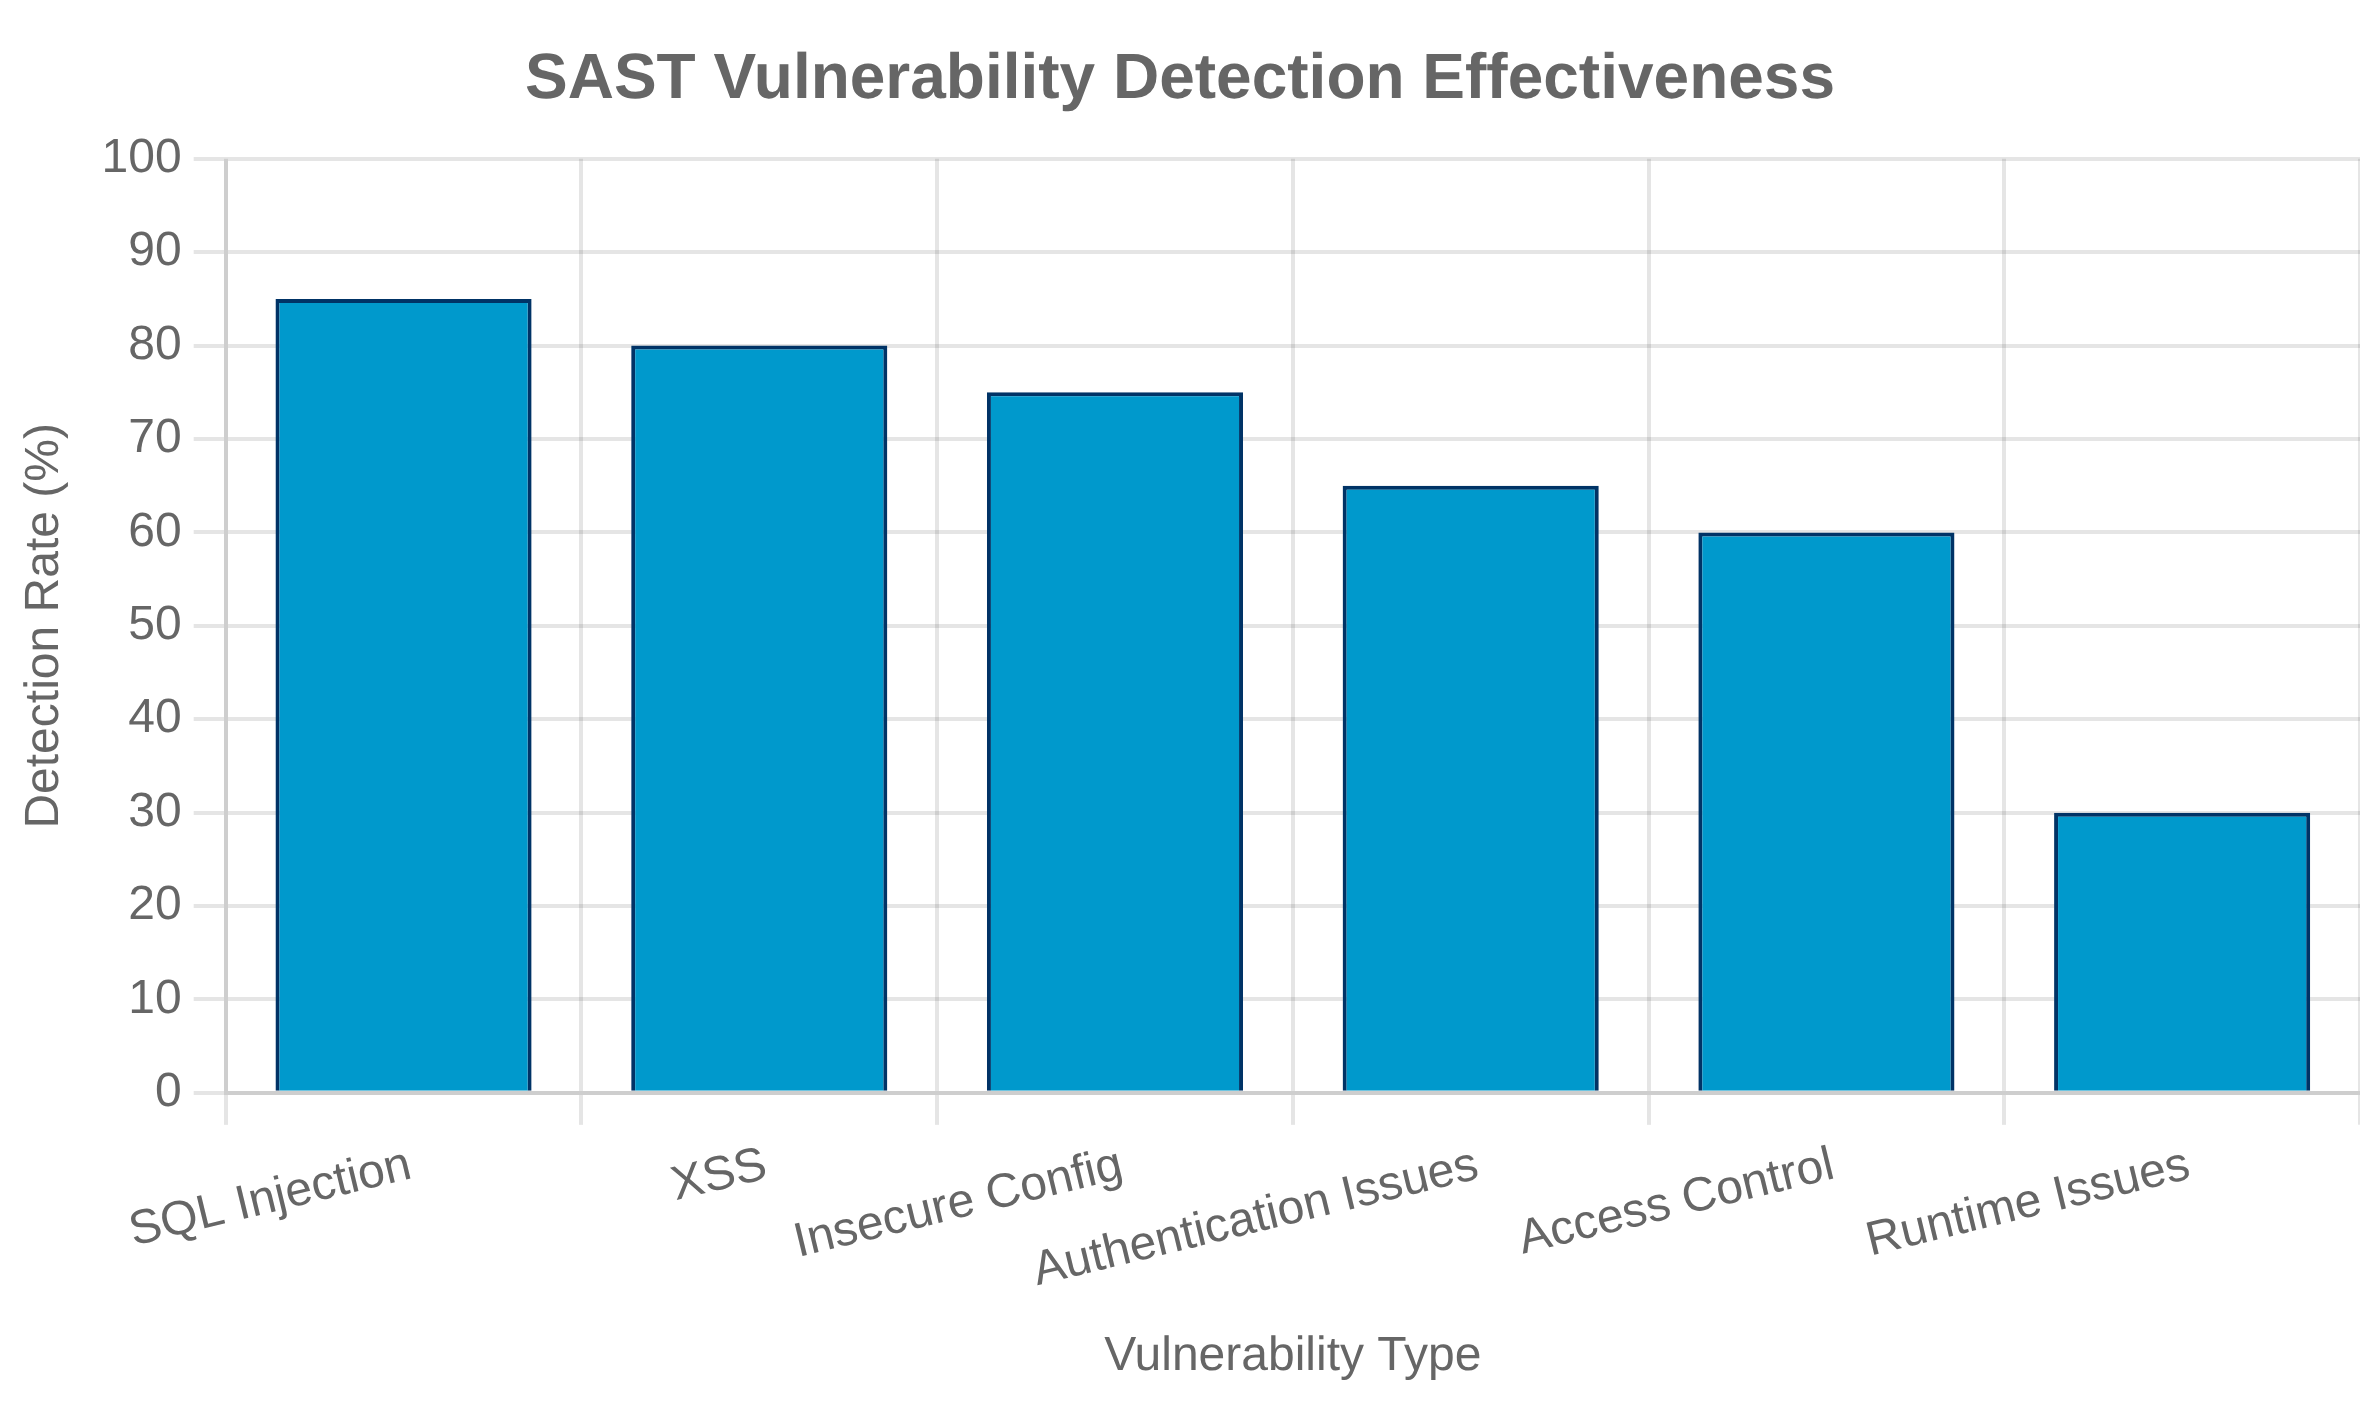 SAST Vulnerability Detection Effectiveness
100
90
80
70
60
50
40
30
20
10
0
Detection Rate (%)
SQL Injection
XSS
Insecure Config
Authentication Issues
Access Control
Runtime Issues
Vulnerability Type